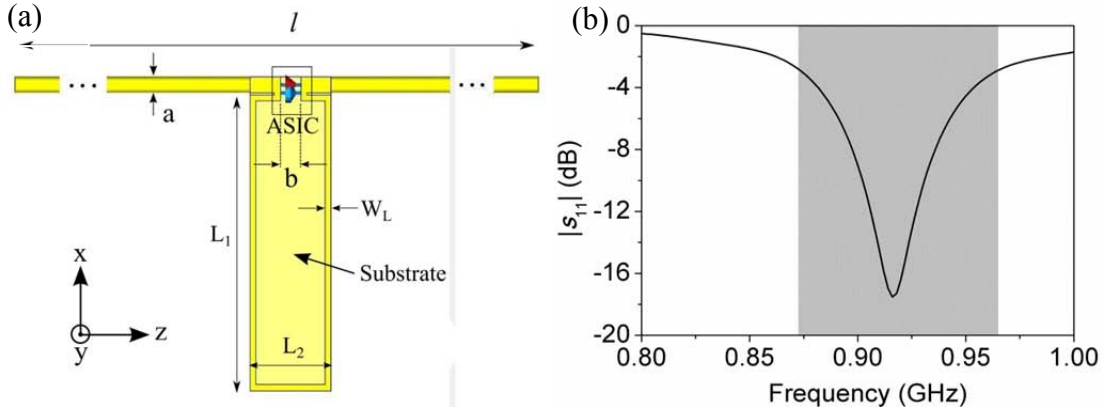 (a)
l
a
ASIC
b
W_L
L_1
Substrate
L_2
x
z
y
(b)
|s_11| (dB)
0
-4
-8
-12
-16
-20
0.80 0.85 0.90 0.95 1.00
Frequency (GHz)